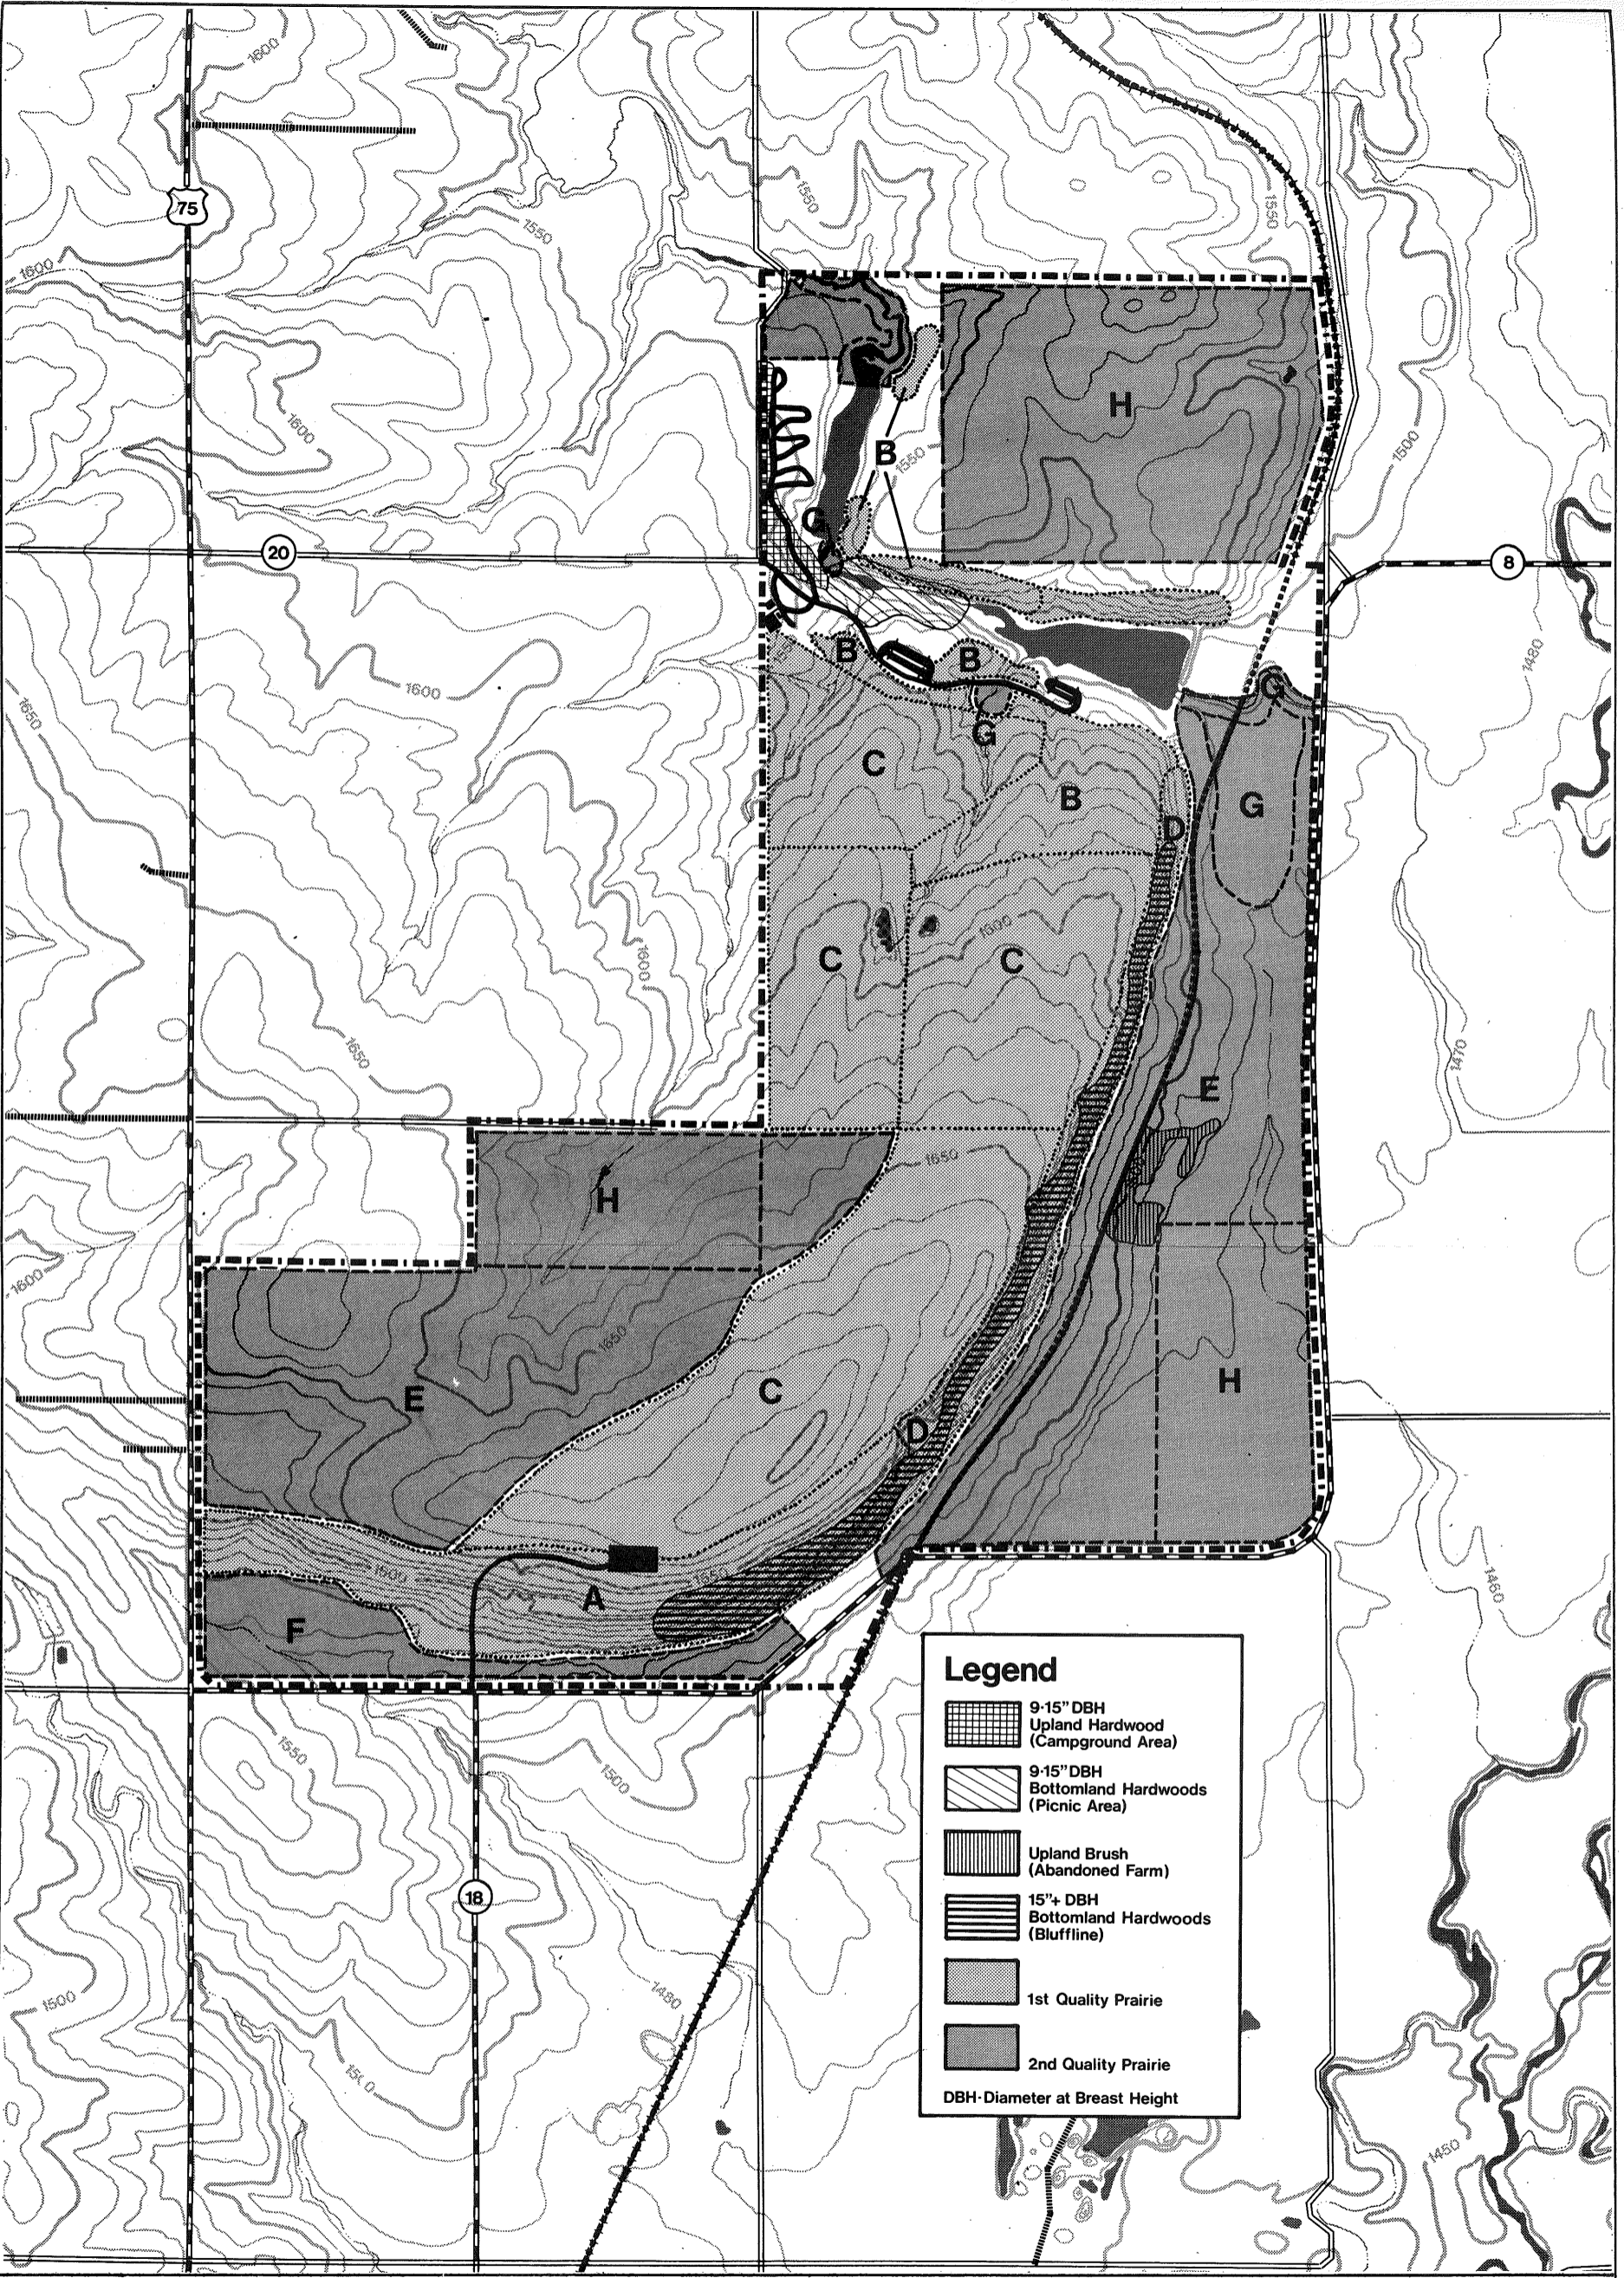 1600
75
1550
1550
1550
1600
H
1600
1500
B
1550
G
20
8
B
B
1480
G
1600
G
1650
C
B
G
D
1600
C
C
1600
1650
1470
E
1650
H
1600
1650
E
C
H
D
1600
1650
A
F
1460
Legend
9-15” DBH
Upland Hardwood
(Campground Area)
9-15” DBH
Bottomland Hardwoods
(Picnic Area)
Upland Brush
(Abandoned Farm)
15”+ DBH
Bottomland Hardwoods
(Bluffline)
1st Quality Prairie
2nd Quality Prairie
DBH-Diameter at Breast Height
1550
1500
18
1500
1480
1450